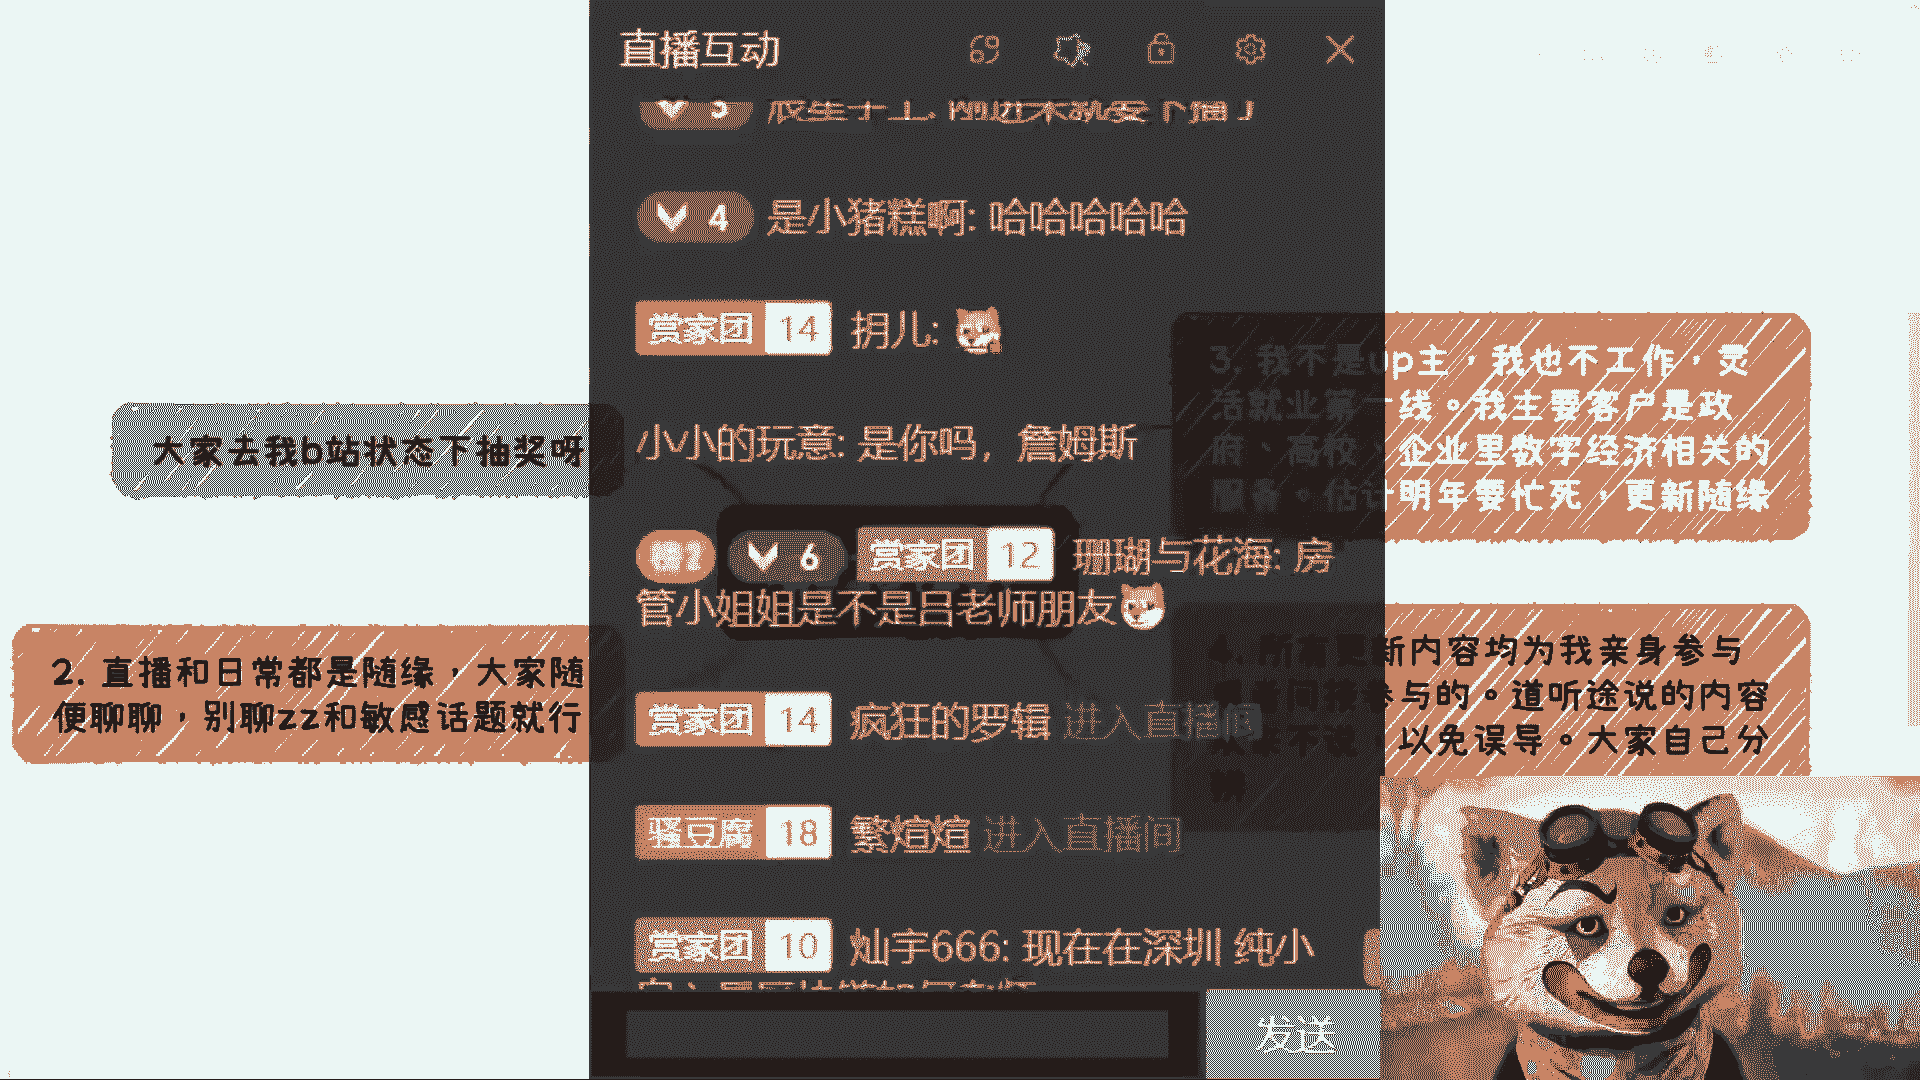 直播互动 69
3
4 是小猪糕啊: 哈哈哈哈哈
赏家团 14 抈儿:
小小的玩意: 是你吗，詹姆斯
6 赏家团 12 珊瑚与花海: 房
管小姐姐是不是吕老师朋友
赏家团 14 疯狂的罗辑 进入直播间
骚豆腐 18 繁煊煊 进入直播间
赏家团 10 灿宇666: 现在在深圳 纯小
发送
大家去我b站状态下抽奖呀
2. 直播和日常都是随缘，大家随
便聊聊，别聊zz和敏感话题就行
3. 我不是up主，我也不工作，灵
活就业第一线。我主要客户是政
府、高校、企业里数字经济相关的
服务。估计明年要忙死，更新随缘
4. 所有更新内容均为我亲身参与
参与的。道听途说的内容
不说，以免误导。大家自己分